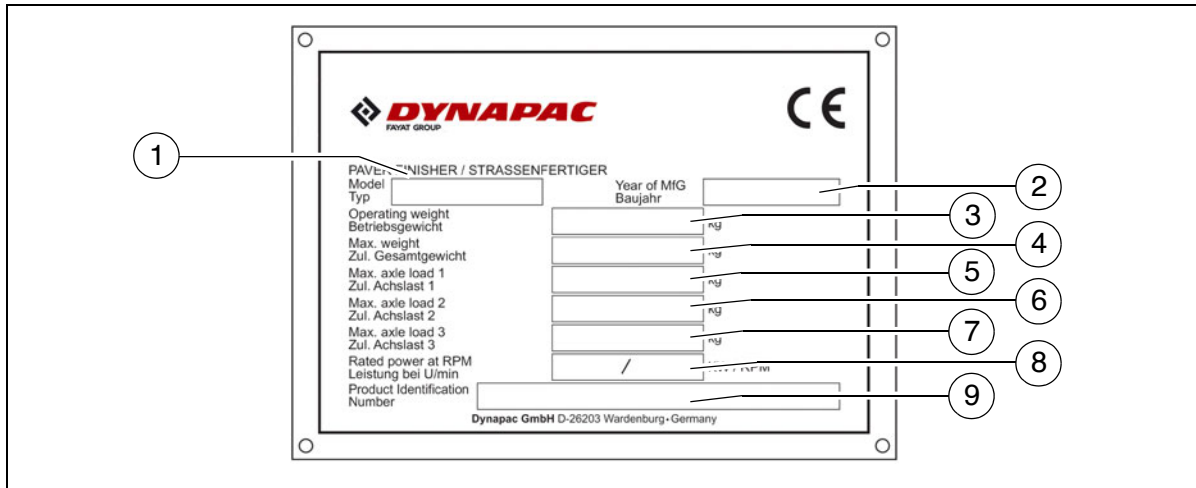 DYNAPAC
FAYAT GROUP
CE
1
PAVER FINISHER / STRASSENFERTIGER
Model
Typ
Year of MfG
Baujahr
2
Operating weight
Betriebsgewicht
kg
3
Max. weight
Zul. Gesamtgewicht
kg
4
Max. axle load 1
Zul. Achslast 1
kg
5
Max. axle load 2
Zul. Achslast 2
kg
6
Max. axle load 3
Zul. Achslast 3
kg
7
Rated power at RPM
Leistung bei U/min
/
kW / RPM
8
Product Identification
Number
9
Dynapac GmbH D-26203 Wardenburg•Germany